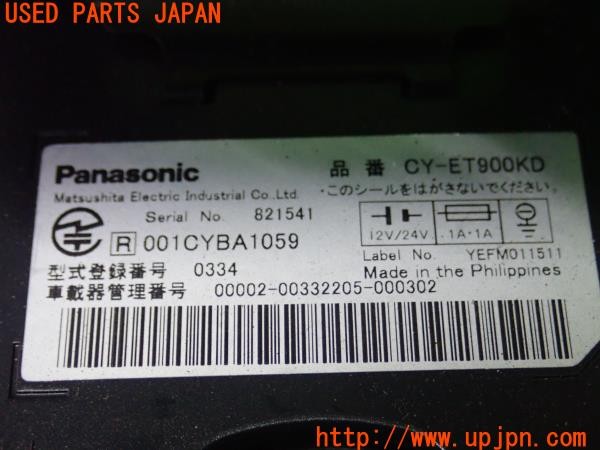 USED PARTS JAPAN
Panasonic
品番 CY-ET900KD
Matsushita Electric Industrial Co.,Ltd.
・このシールをはがさないでください。
Serial No. 821541
R 001CYBA1059
12V/24V 1A・1A
Label No. YEFM011511
型式登録番号 0334
Made in the Philippines
車載器管理番号 00002-00332205-000302
http://www.upjpn.com